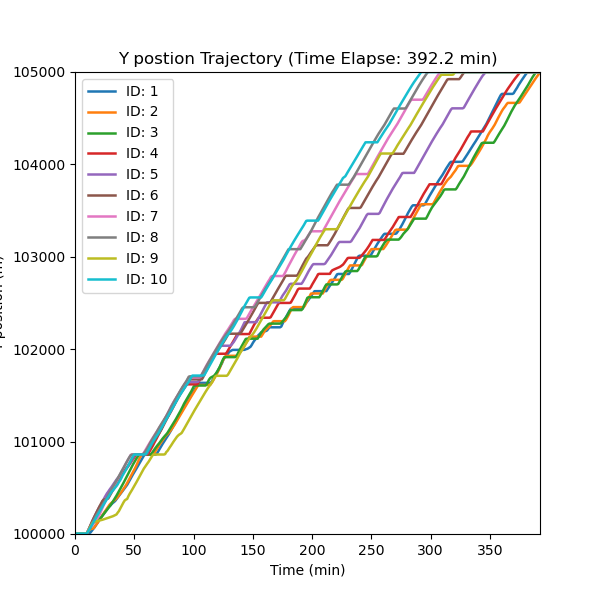 Y postion Trajectory (Time Elapse: 392.2 min)
105000
104000
103000
102000
101000
100000
ID: 1
ID: 2
ID: 3
ID: 4
ID: 5
ID: 6
ID: 7
ID: 8
ID: 9
ID: 10
0 50 100 150 200 250 300 350
Time (min)